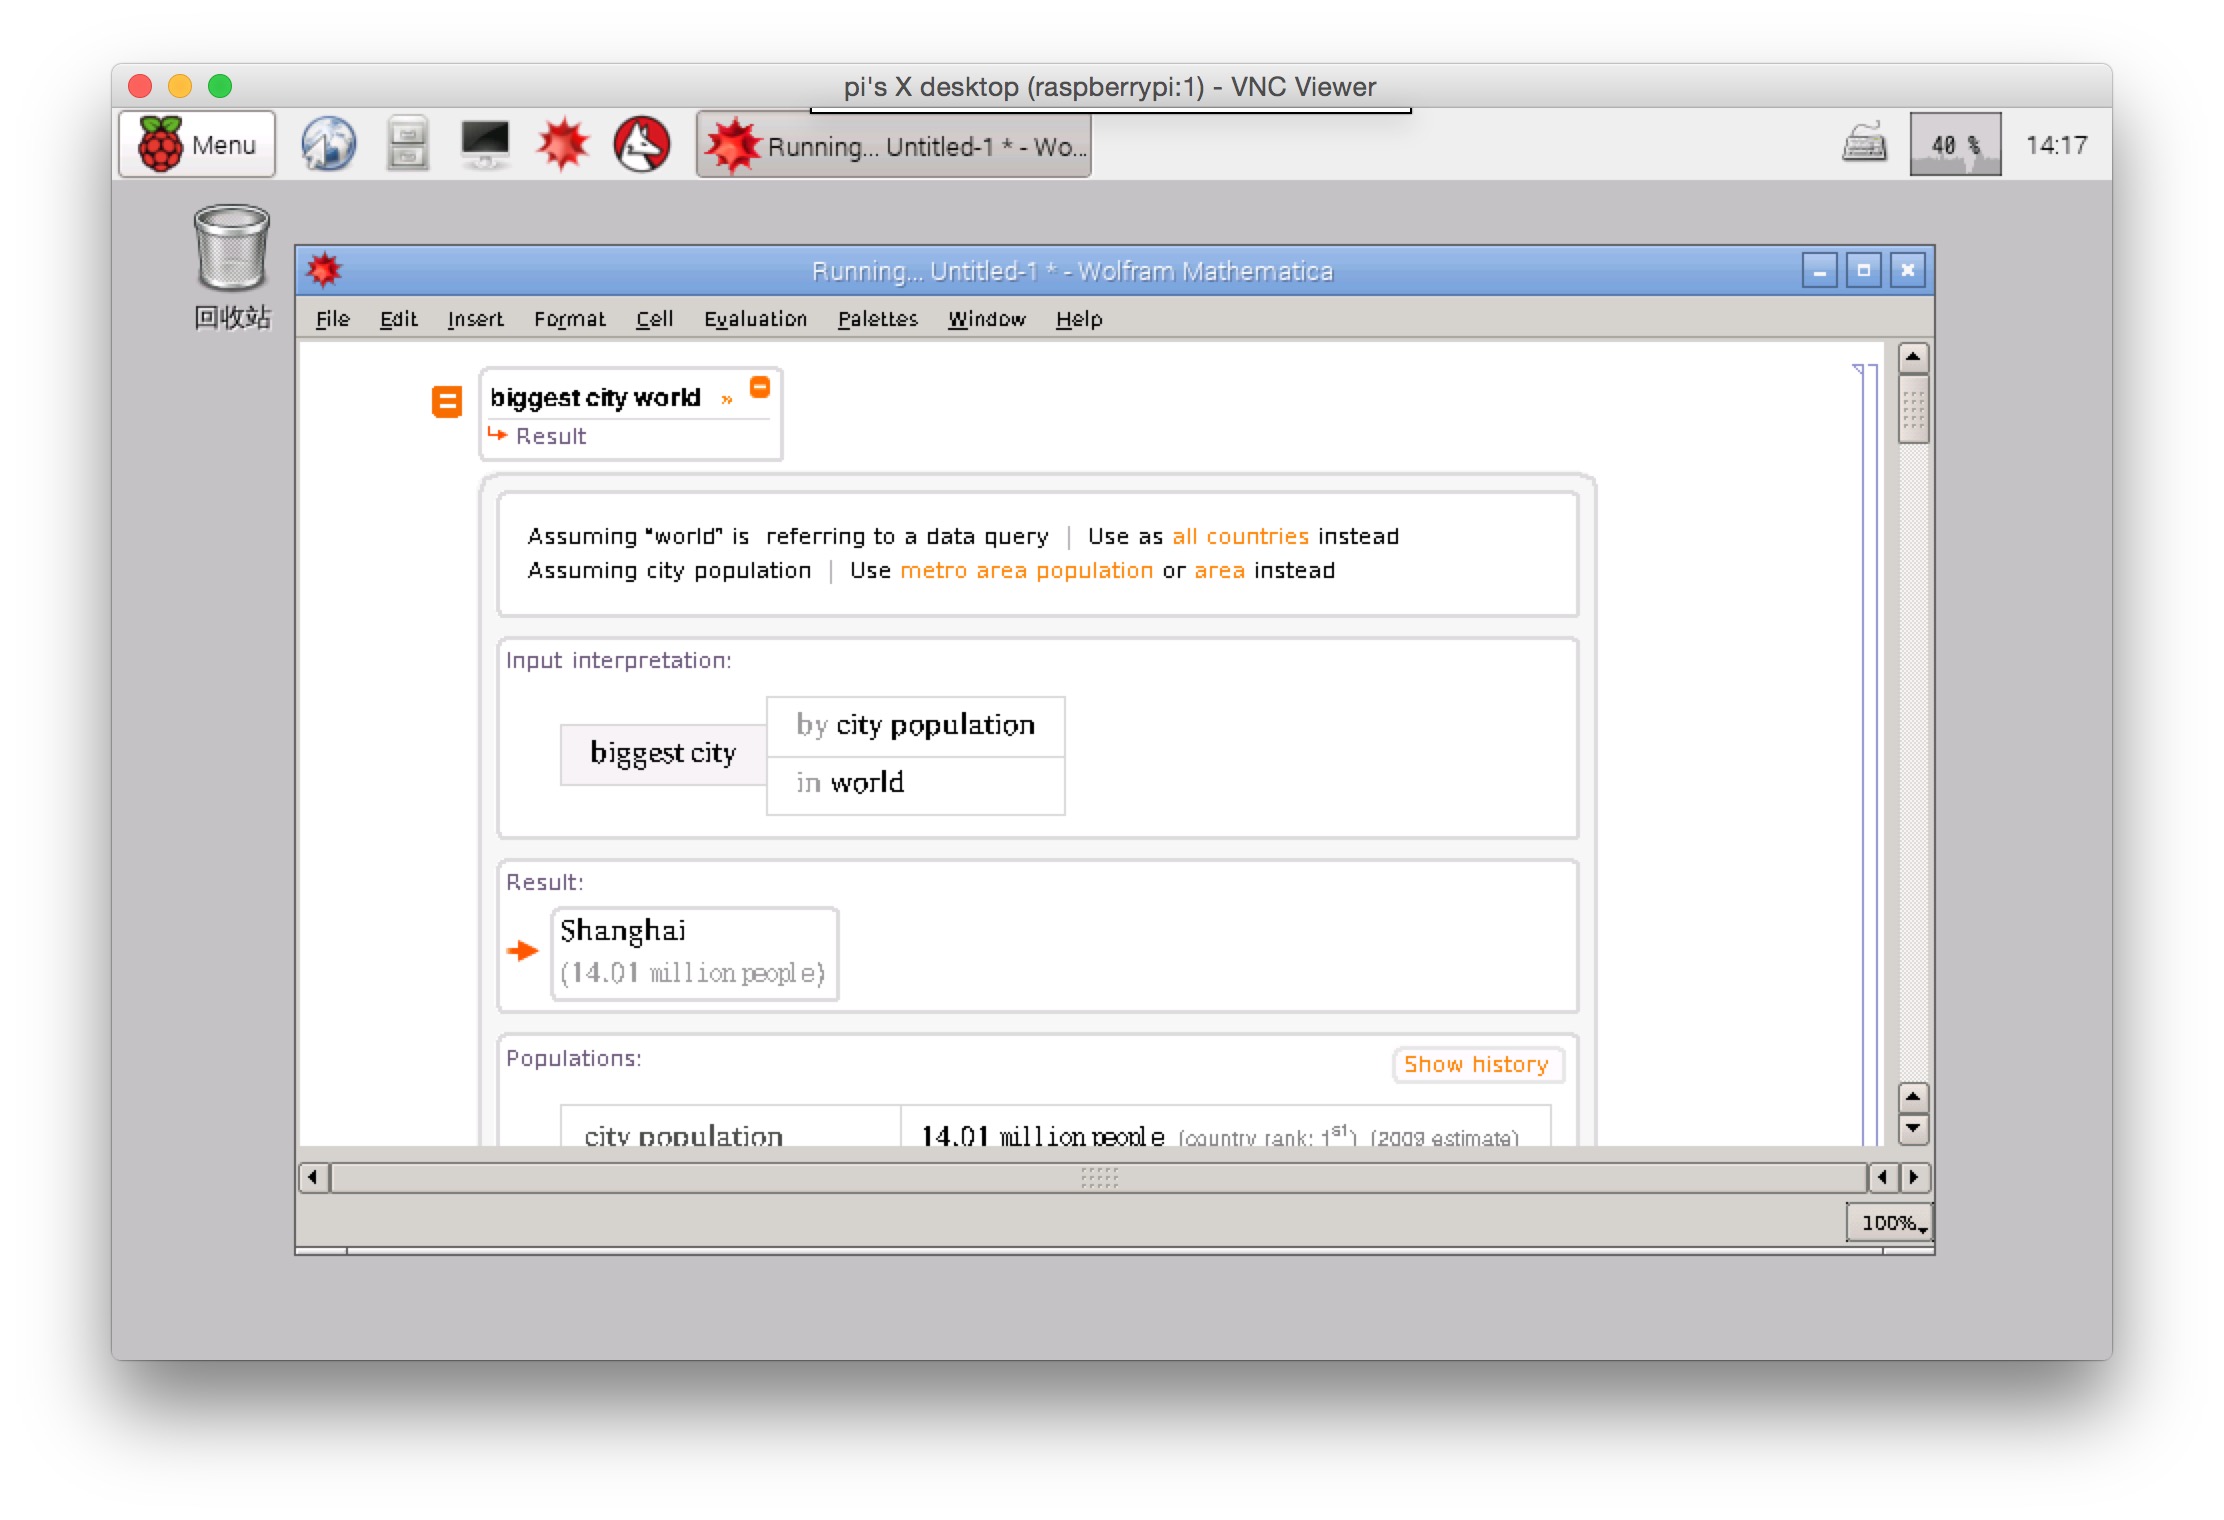 pi's X desktop (raspberrypi:1) - VNC Viewer
Menu
Running... Untitled-1 * - Wo...
40 %
14:17
回收站
Running... Untitled-1 * - Wolfram Mathematica
File Edit Insert Format Cell Evaluation Palettes Window Help
biggest city world »
Result
Assuming "world" is referring to a data query | Use as all countries instead
Assuming city population | Use metro area population or area instead
Input interpretation:
biggest city
by city population
in world
Result:
Shanghai
(14.01 million people)
Populations:
Show history
city population
14.01 million people (country rank: 1st) (2009 estimate)
100%